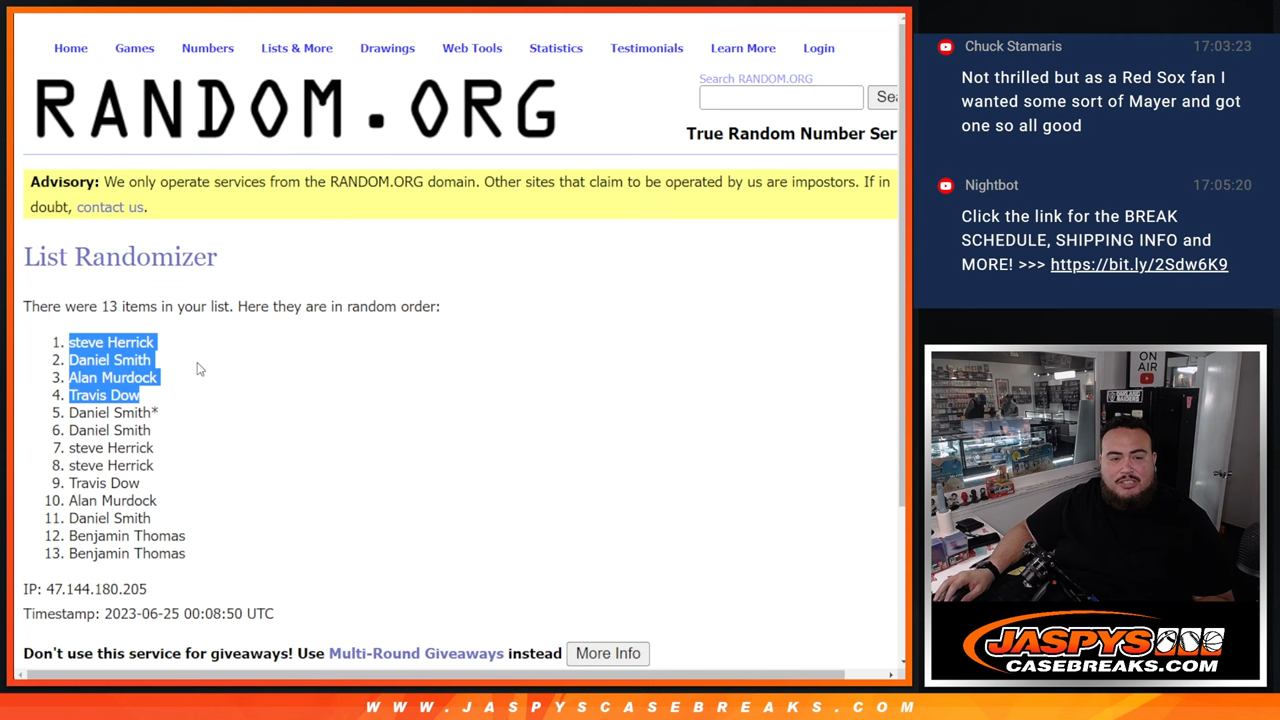 Home Games Numbers Lists & More Drawings Web Tools Statistics Testimonials Learn More Login
RANDOM.ORG
Search RANDOM.ORG
Sea
True Random Number Ser
Advisory: We only operate services from the RANDOM.ORG domain. Other sites that claim to be operated by us are impostors. If in
doubt, contact us.
List Randomizer
There were 13 items in your list. Here they are in random order:
1. steve Herrick
2. Daniel Smith
3. Alan Murdock
4. Travis Dow
5. Daniel Smith*
6. Daniel Smith
7. steve Herrick
8. steve Herrick
9. Travis Dow
10. Alan Murdock
11. Daniel Smith
12. Benjamin Thomas
13. Benjamin Thomas
IP: 47.144.180.205
Timestamp: 2023-06-25 00:08:50 UTC
Don't use this service for giveaways! Use Multi-Round Giveaways instead More Info
Chuck Stamaris 17:03:23
Not thrilled but as a Red Sox fan I
wanted some sort of Mayer and got
one so all good
Nightbot 17:05:20
Click the link for the BREAK
SCHEDULE, SHIPPING INFO and
MORE! >>> https://bit.ly/2Sdw6K9
ON
AIR
JASPYS
CASEBREAKS.COM
WWW.JASPYSCASEBREAKS.COM